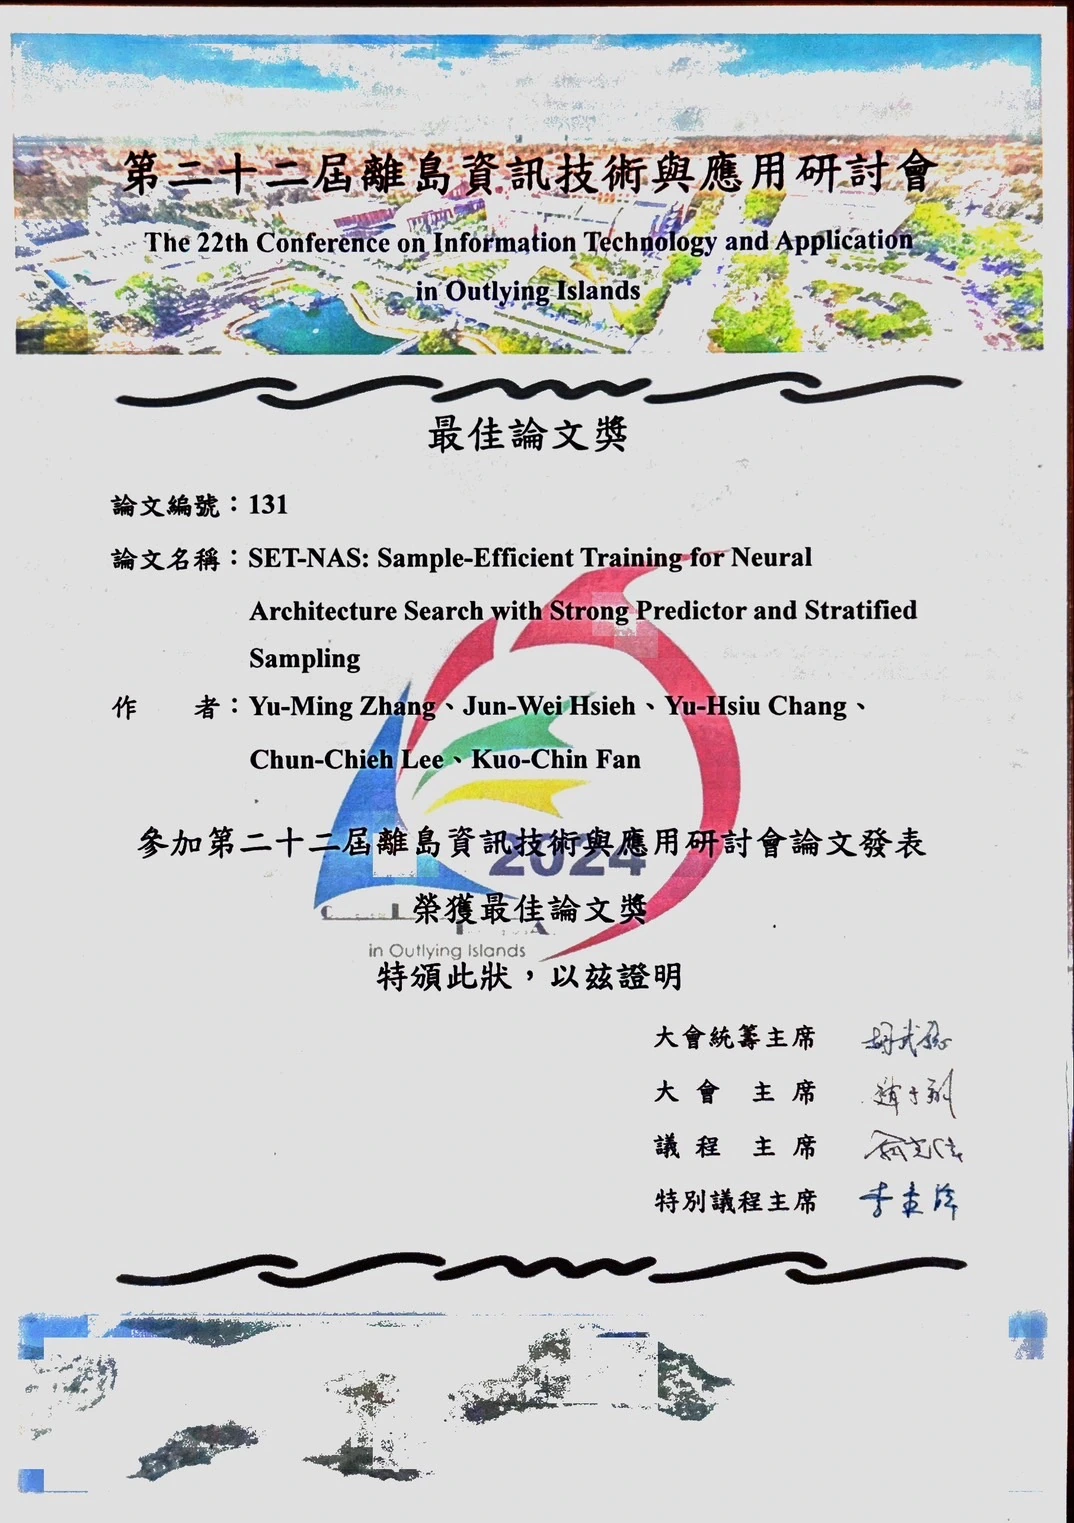 第二十二屆離島資訊技術與應用研討會
The 22th Conference on Information Technology and Application
in Outlying Islands
最佳論文獎
論文編號：131
論文名稱：SET-NAS: Sample-Efficient Training for Neural
Architecture Search with Strong Predictor and Stratified
Sampling
作 者：Yu-Ming Zhang、Jun-Wei Hsieh、Yu-Hsiu Chang、
Chun-Chieh Lee、Kuo-Chin Fan
參加第二十二屆離島資訊技術與應用研討會論文發表
2024
榮獲最佳論文獎
in Outlying Islands
特頒此狀，以茲證明
大會統籌主席
大會 主席
議程 主席
特別議程主席